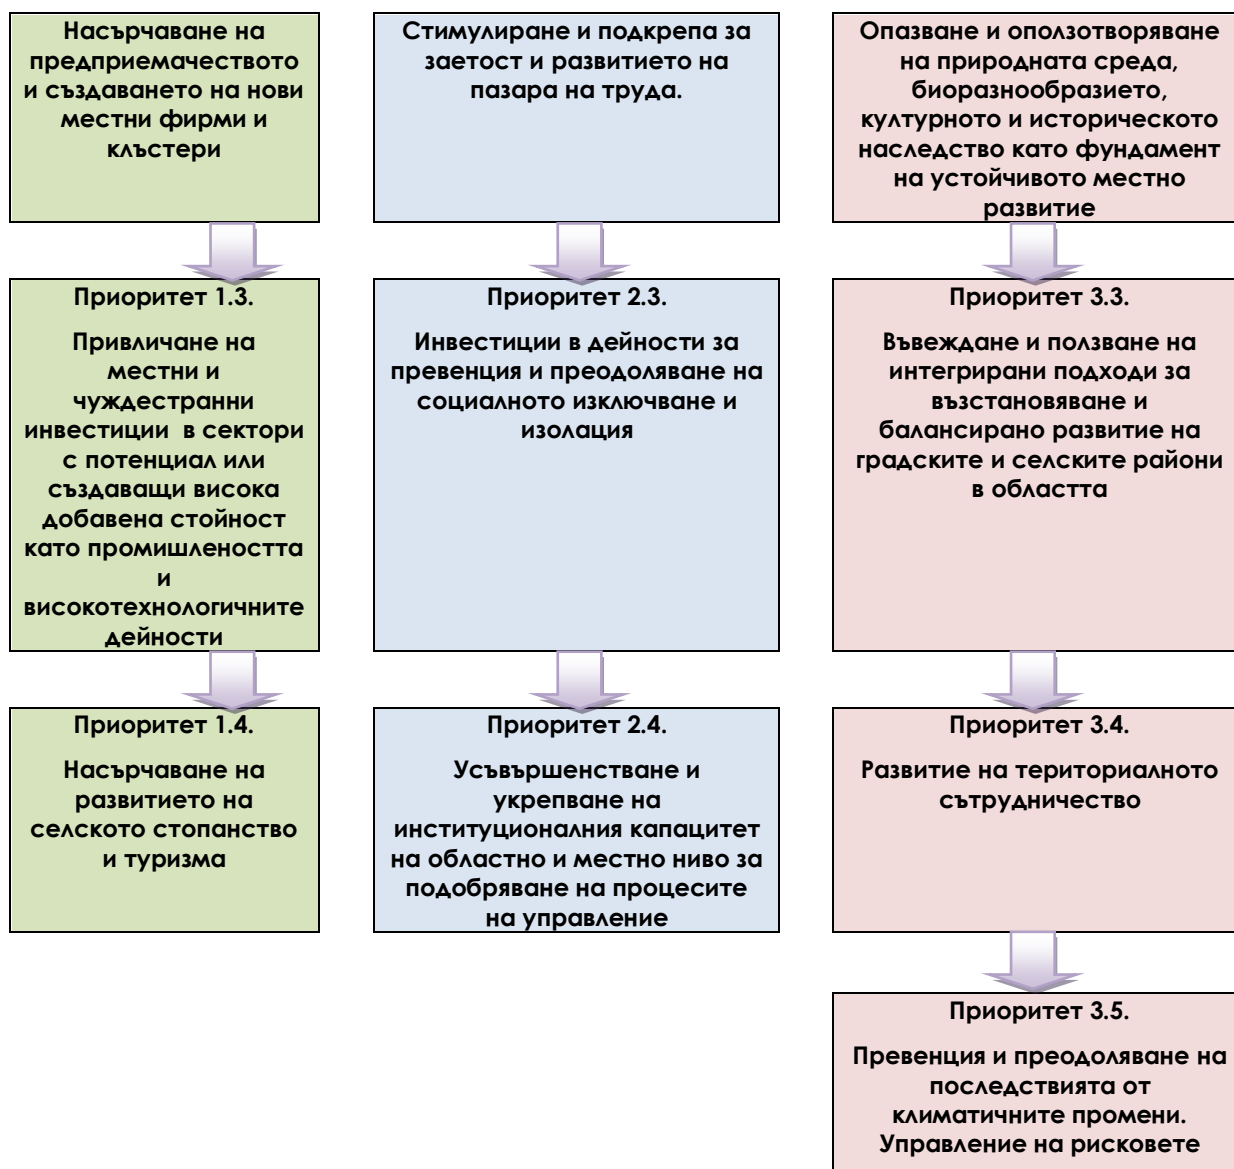 Насърчаване на
предприемачеството
и създаването на нови
местни фирми и
клъстери
Стимулиране и подкрепа за
заетост и развитието на
пазара на труда.
Опазване и оползотворяване
на природната среда,
биоразнообразието,
културното и историческото
наследство като фундамент
на устойчивото местно
развитие
Приоритет 1.3.
Привличане на
местни и
чуждестранни
инвестиции в сектори
с потенциал или
създаващи висока
добавена стойност
като промишлеността
и
високотехнологичните
дейности
Приоритет 2.3.
Инвестиции в дейности за
превенция и преодоляване на
социалното изключване и
изолация
Приоритет 3.3.
Въвеждане и ползване на
интегрирани подходи за
възстановяване и
балансирано развитие на
градските и селските райони
в областта
Приоритет 1.4.
Насърчаване на
развитието на
селското стопанство
и туризма
Приоритет 2.4.
Усъвършенстване и
укрепване на
институционалния капацитет
на областно и местно ниво за
подобряване на процесите
на управление
Приоритет 3.4.
Развитие на териториалното
сътрудничество
Приоритет 3.5.
Превенция и преодоляване на
последствията от
климатичните промени.
Управление на рисковете